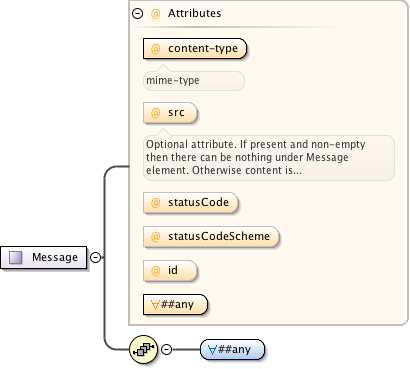 @ Attributes
@ content-type
mime-type
@ src
Optional attribute. If present and non-empty
then there can be nothing under Message
element. Otherwise content is...
@ statusCode
@ statusCodeScheme
Message
@ id
∀##any
∀##any